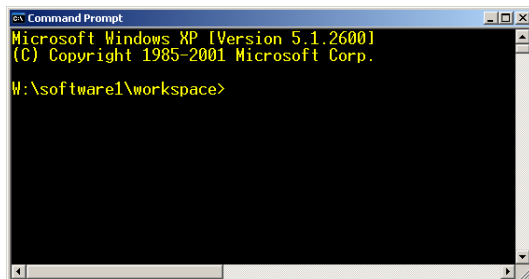 Command Prompt
Microsoft Windows XP [Version 5.1.2600]
(C) Copyright 1985-2001 Microsoft Corp.
W:\software1\workspace>